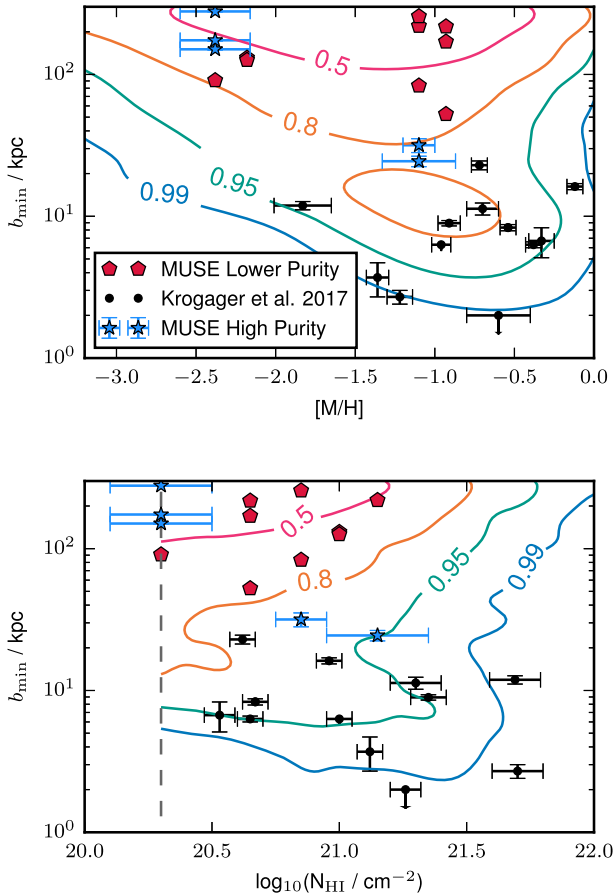 10²
10¹
10⁰
b_min / kpc
0.5
0.8
0.95
0.99
MUSE Lower Purity
Krogager et al. 2017
MUSE High Purity
−3.0 −2.5 −2.0 −1.5 −1.0 −0.5 0.0
[M/H]
10²
10¹
10⁰
b_min / kpc
0.5
0.8
0.95
0.99
20.0 20.5 21.0 21.5 22.0
log₁₀(N_HI / cm⁻²)